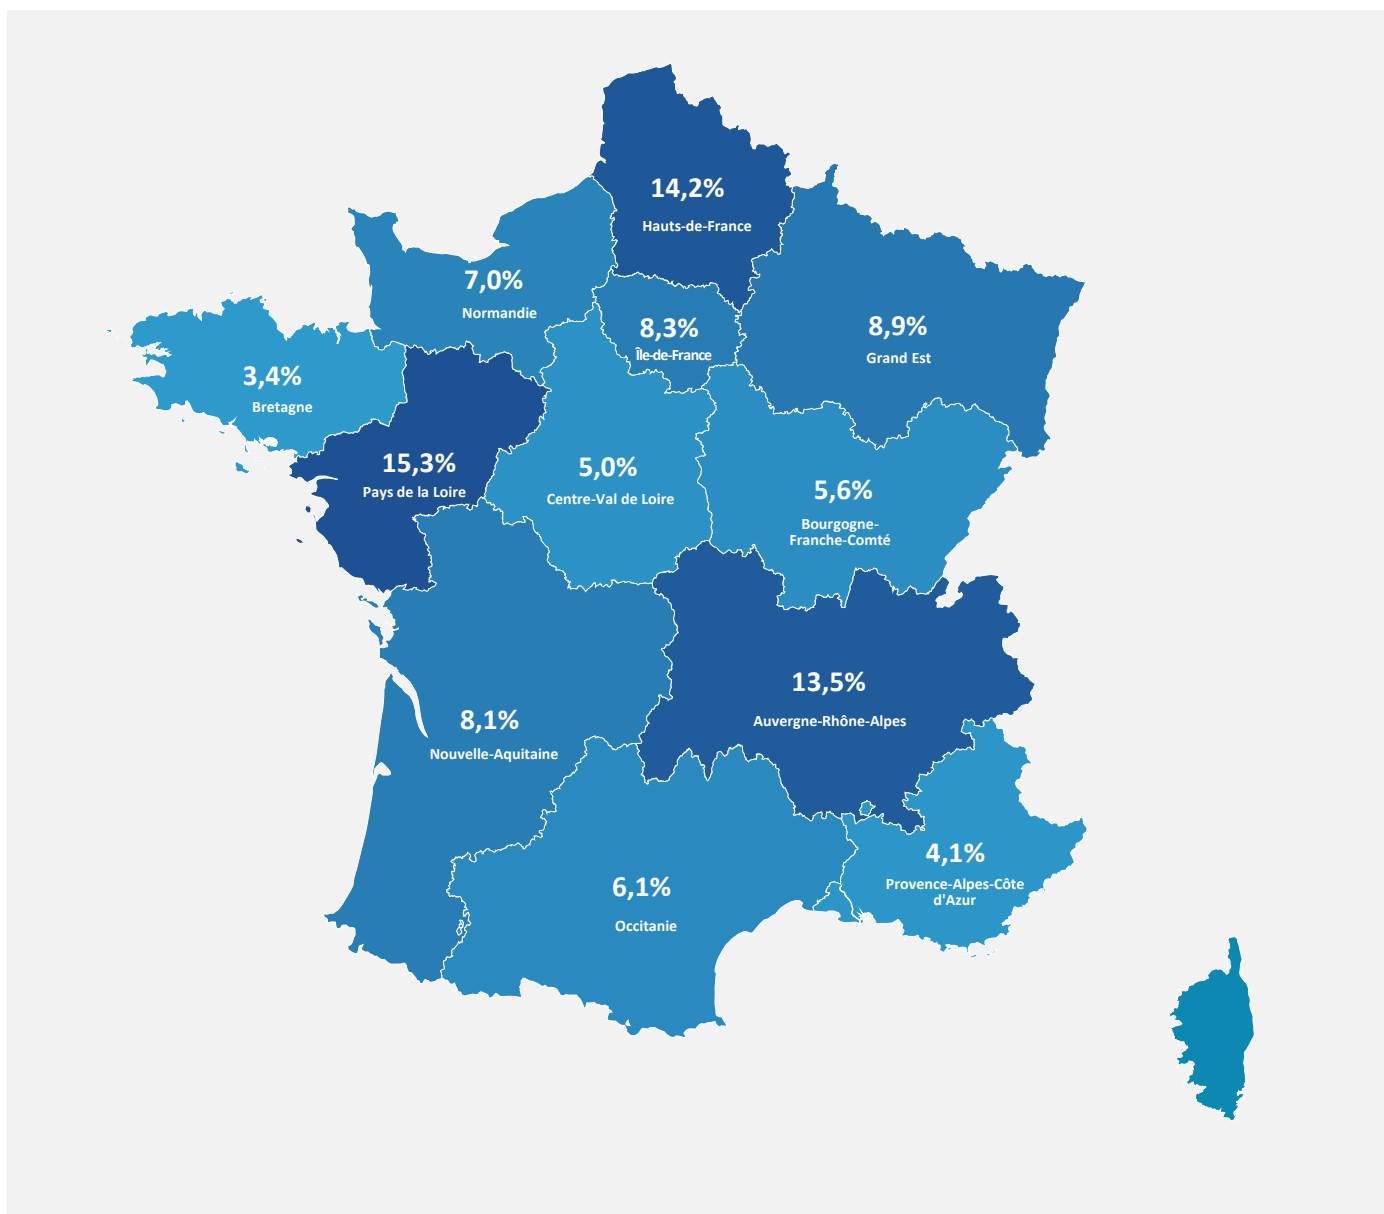 14,2%
Hauts-de-France
7,0%
Normandie
8,3%
Île-de-France
8,9%
Grand Est
3,4%
Bretagne
15,3%
Pays de la Loire
5,0%
Centre-Val de Loire
5,6%
Bourgogne-
Franche-Comté
13,5%
Auvergne-Rhône-Alpes
8,1%
Nouvelle-Aquitaine
4,1%
Provence-Alpes-Côte
d'Azur
6,1%
Occitanie